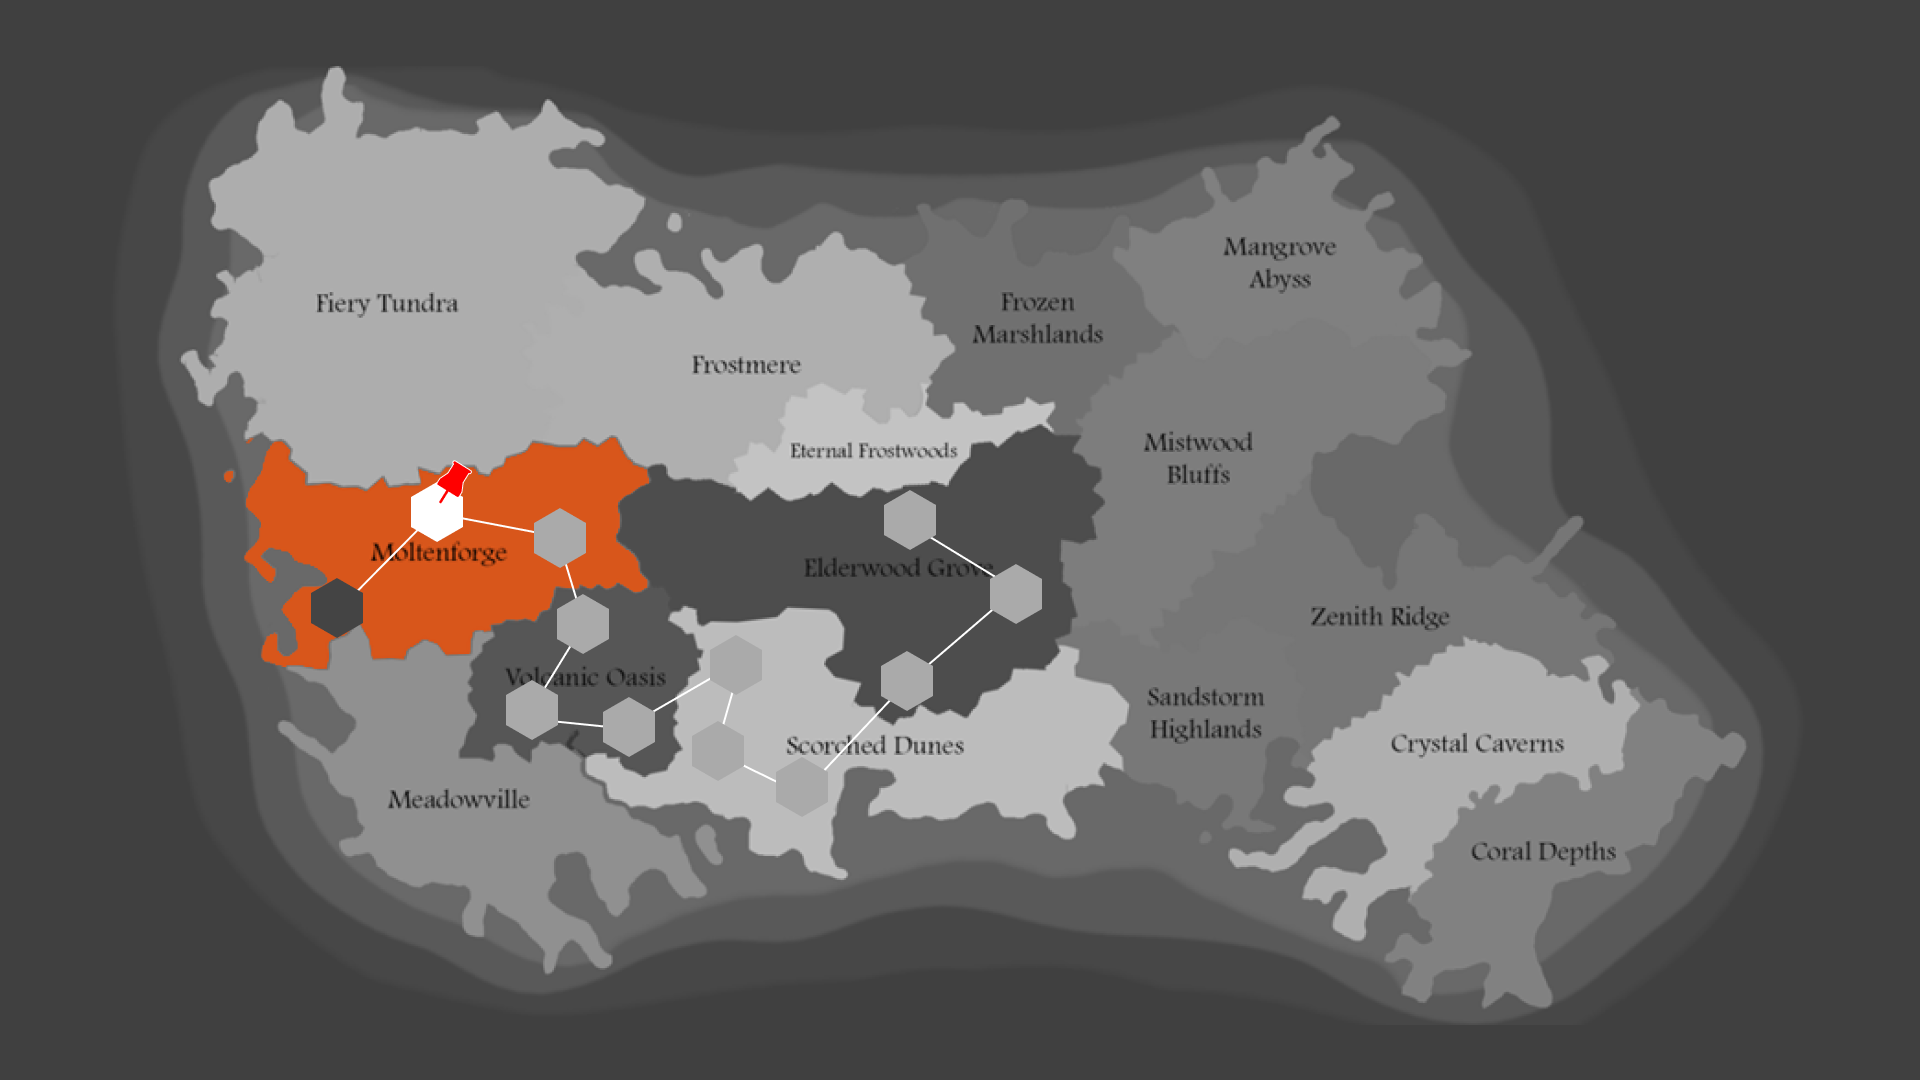 Mangrove
Abyss
Fiery Tundra
Frozen
Marshlands
Frostmere
Eternal Frostwoods
Mistwood
Bluffs
Moltenforge
Elderwood Grove
Zenith Ridge
Volcanic Oasis
Sandstorm
Highlands
Scorched Dunes
Crystal Caverns
Meadowville
Coral Depths